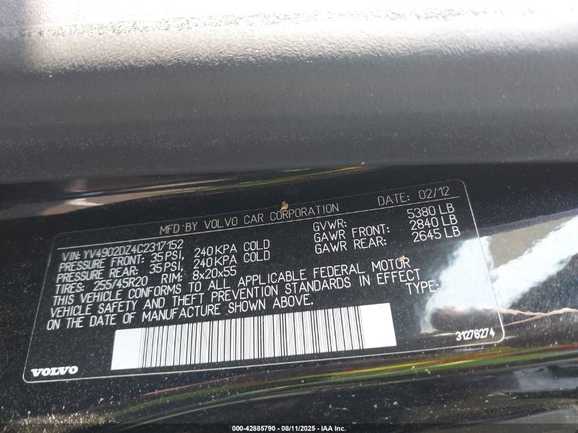 MFD BY VOLVO CAR CORPORATION DATE: 02/12
VIN: YV4902DZ4C2317152 GVWR: 5380 LB
PRESSURE FRONT: 35 PSI, 240 KPA COLD GAWR FRONT: 2840 LB
PRESSURE REAR: 35 PSI, 240 KPA COLD GAWR REAR: 2645 LB
TIRES: 255/45R20 RIM: 8x20x55
THIS VEHICLE CONFORMS TO ALL APPLICABLE FEDERAL MOTOR
VEHICLE SAFETY AND THEFT PREVENTION STANDARDS IN EFFECT
ON THE DATE OF MANUFACTURE SHOWN ABOVE. TYPE:
VOLVO 31276274
000-42885790 - 08/11/2025 - IAA Inc.